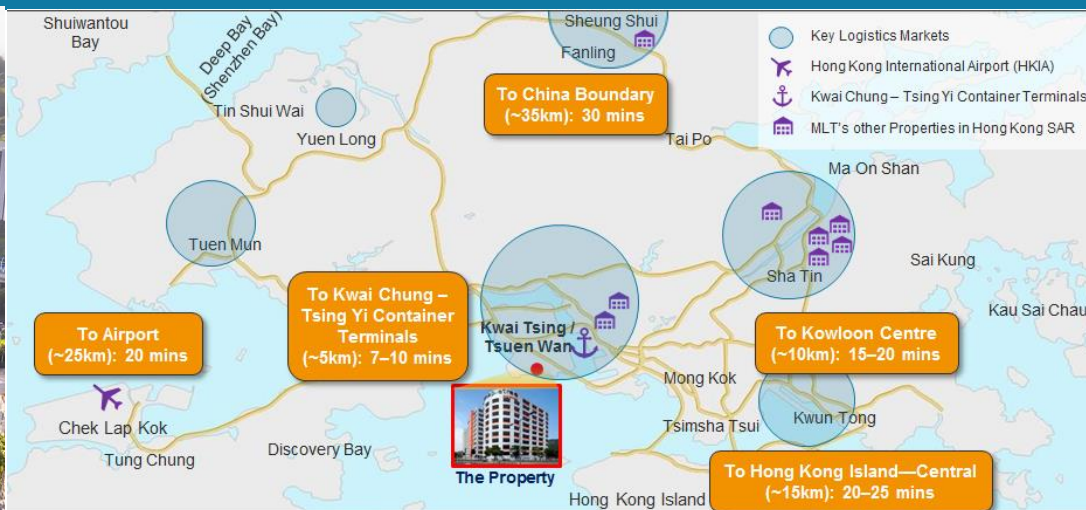 Shuiwantou
Bay
Deep Bay
(Shenzhen Bay)
Tin Shui Wai
Yuen Long
Sheung Shui
Fanling
To China Boundary
(~35km): 30 mins
Tai Po
Key Logistics Markets
Hong Kong International Airport (HKIA)
Kwai Chung – Tsing Yi Container Terminals
MLT's other Properties in Hong Kong SAR
Ma On Shan
Tuen Mun
Sha Tin
Sai Kung
Kau Sai Chau
To Airport
(~25km): 20 mins
To Kwai Chung –
Tsing Yi Container
Terminals
(~5km): 7–10 mins
Kwai Tsing /
Tsuen Wan
To Kowloon Centre
(~10km): 15–20 mins
Mong Kok
Chek Lap Kok
Tung Chung
Discovery Bay
The Property
Tsimsha Tsui
Kwun Tong
To Hong Kong Island—Central
(~15km): 20–25 mins
Hong Kong Island